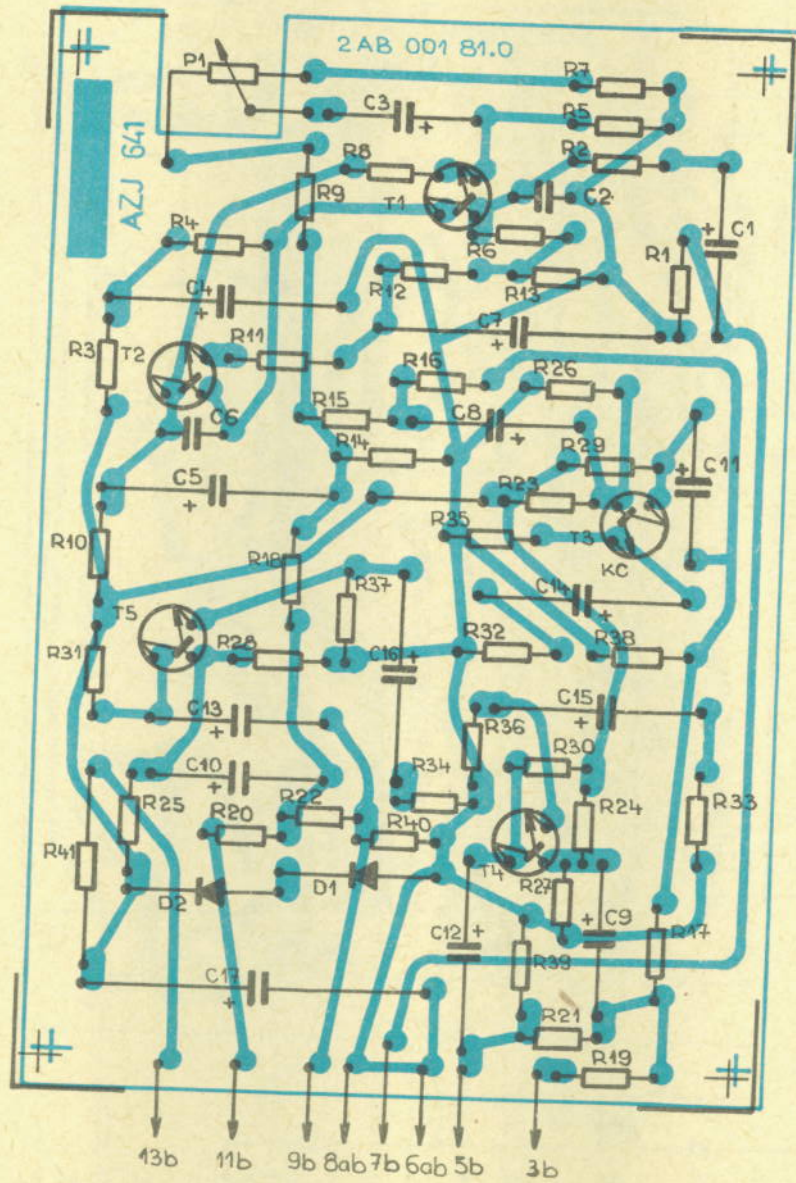 2AB 001 81.0
P1
R7
C3
+
R5
AZJ 641
R8
R2
R9
T1
C2
R4
R6
+
C1
R1
R12
R13
C4
+
C7
+
R3
T2
R11
R16
R26
R15
C8
+
C6
R14
R29
+
C11
C5
+
R23
R35
T3
KC
R10
R18
R37
C14
+
T5
R31
R28
C16
+
R32
R38
C13
+
C15
+
R36
C10
+
R34
R30
R25
R20
R22
R24
R33
R41
R40
D2
D1
T4
R27
C12
+
+
C9
R39
R17
C17
+
R21
R19
13b 11b 9b 8ab 7b 6ab 5b 3b